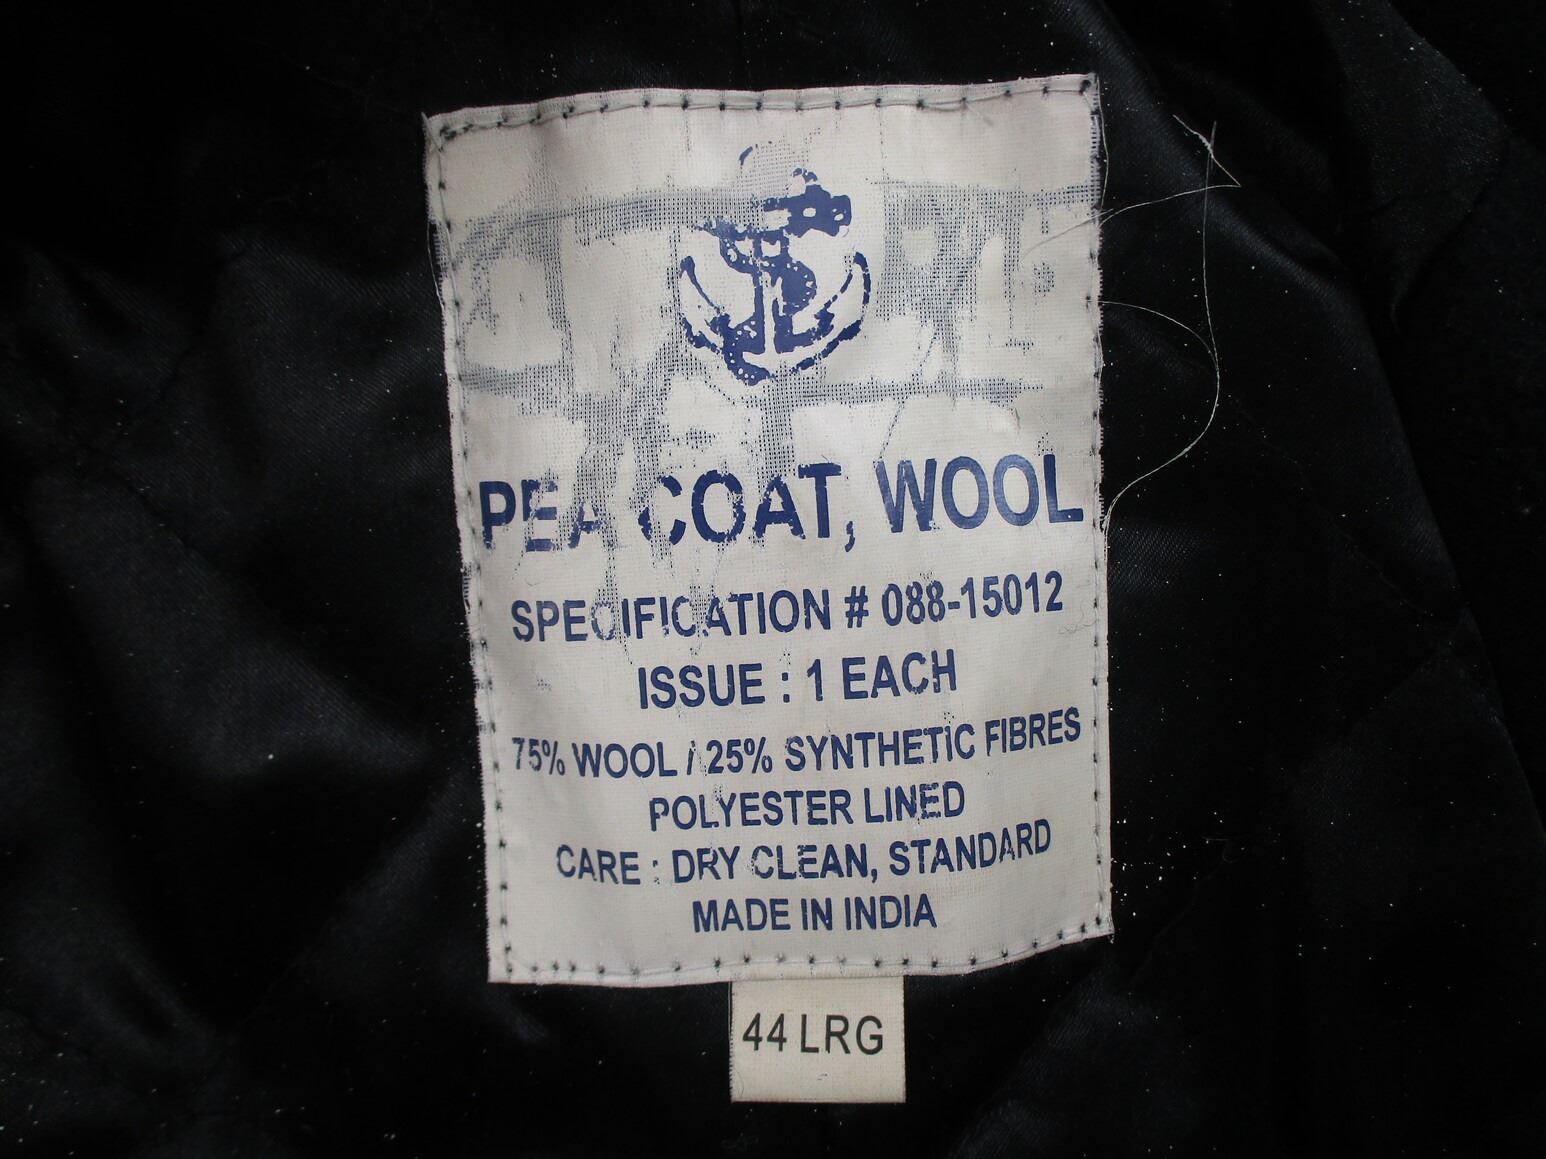 PEA COAT, WOOL
SPECIFICATION # 088-15012
ISSUE : 1 EACH
75% WOOL / 25% SYNTHETIC FIBRES
POLYESTER LINED
CARE : DRY CLEAN, STANDARD
MADE IN INDIA
44 LRG